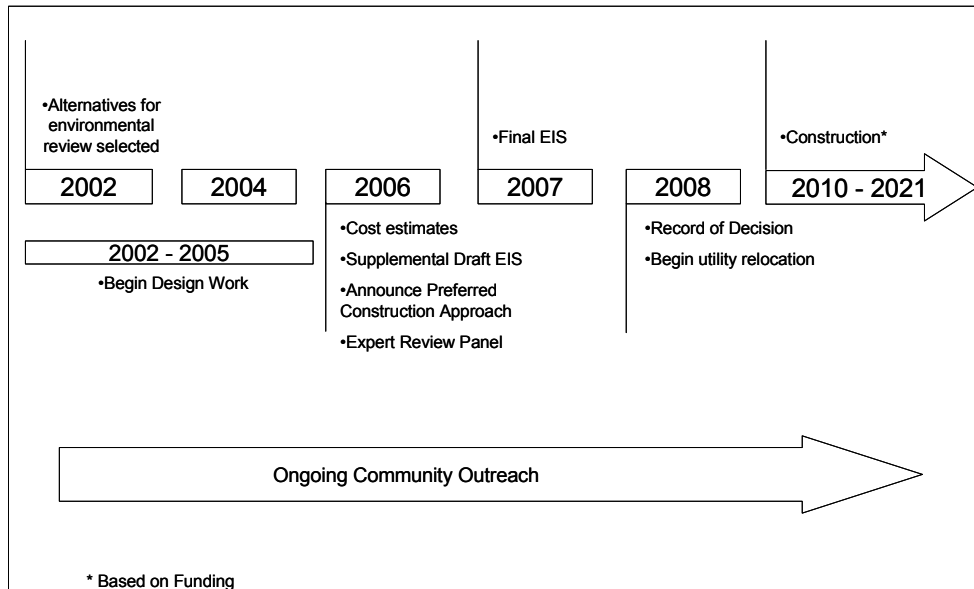 •Alternatives for
environmental
review selected
•Final EIS
•Construction*
2002
2004
2006
2007
2008
2010 - 2021
2002 - 2005
•Begin Design Work
•Cost estimates
•Supplemental Draft EIS
•Announce Preferred
Construction Approach
•Expert Review Panel
•Record of Decision
•Begin utility relocation
Ongoing Community Outreach
* Based on Funding